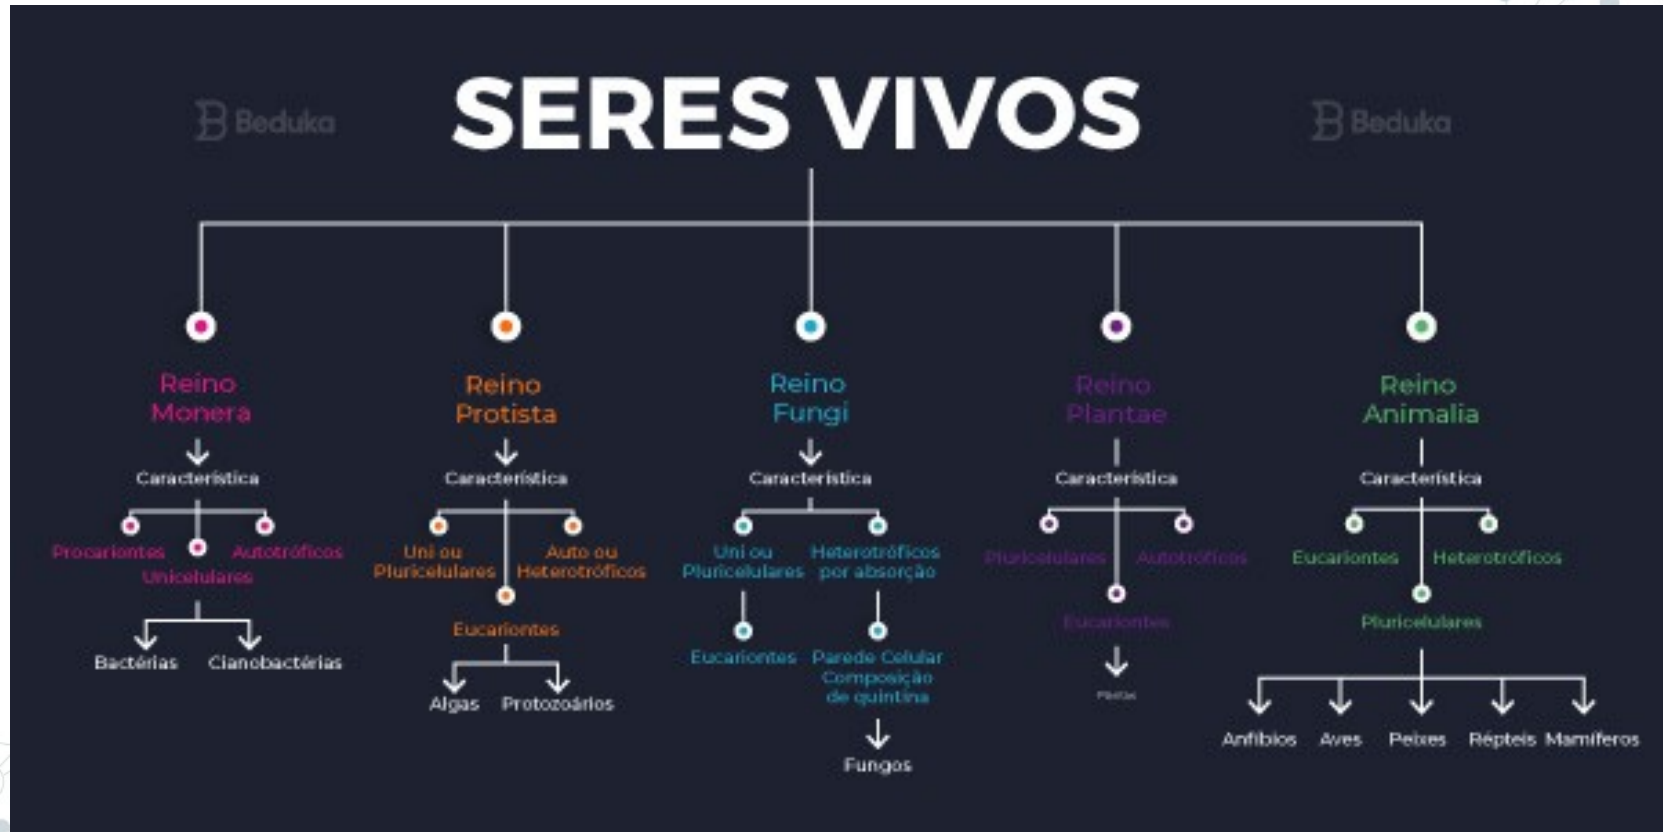 SERES VIVOS
Beduka
Beduka
Reino
Monera
Característica
Procariontes
Autotróficos
Unicelulares
Bactérias
Cianobactérias
Reino
Protista
Característica
Uni ou
Pluricelulares
Auto ou
Heterotróficos
Eucariontes
Algas
Protozoários
Reino
Fungi
Característica
Uni ou
Pluricelulares
Heterotróficos
por absorção
Eucariontes
Parede Celular
Composição
de quintina
Fungos
Reino
Plantae
Característica
Pluricelulares
Autotróficos
Eucariontes
Plantas
Reino
Animalia
Característica
Eucariontes
Heterotróficos
Pluricelulares
Anfíbios
Aves
Peixes
Répteis
Mamíferos